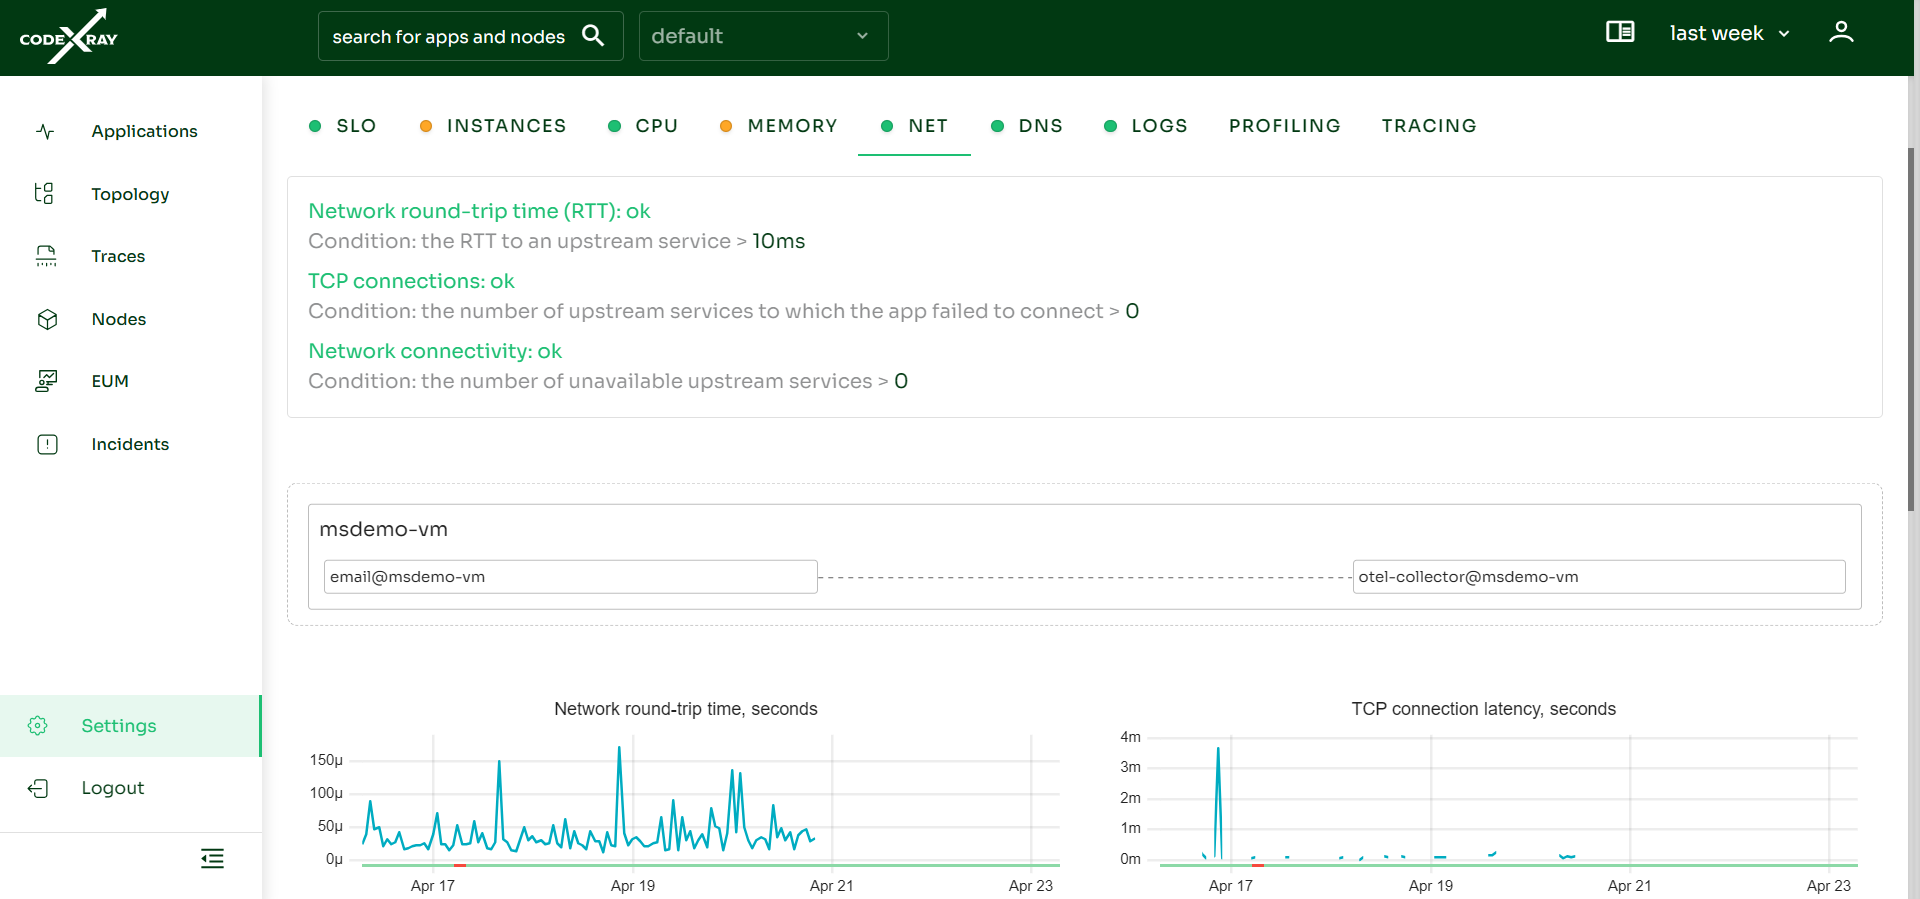 CODEXRAY
search for apps and nodes
default
last week
Applications
Topology
Traces
Nodes
EUM
Incidents
Settings
Logout
SLO INSTANCES CPU MEMORY NET DNS LOGS PROFILING TRACING
Network round-trip time (RTT): ok
Condition: the RTT to an upstream service > 10ms
TCP connections: ok
Condition: the number of upstream services to which the app failed to connect > 0
Network connectivity: ok
Condition: the number of unavailable upstream services > 0
msdemo-vm
email@msdemo-vm
otel-collector@msdemo-vm
Network round-trip time, seconds
150μ
100μ
50μ
0μ
Apr 17 Apr 19 Apr 21 Apr 23
TCP connection latency, seconds
4m
3m
2m
1m
0m
Apr 17 Apr 19 Apr 21 Apr 23